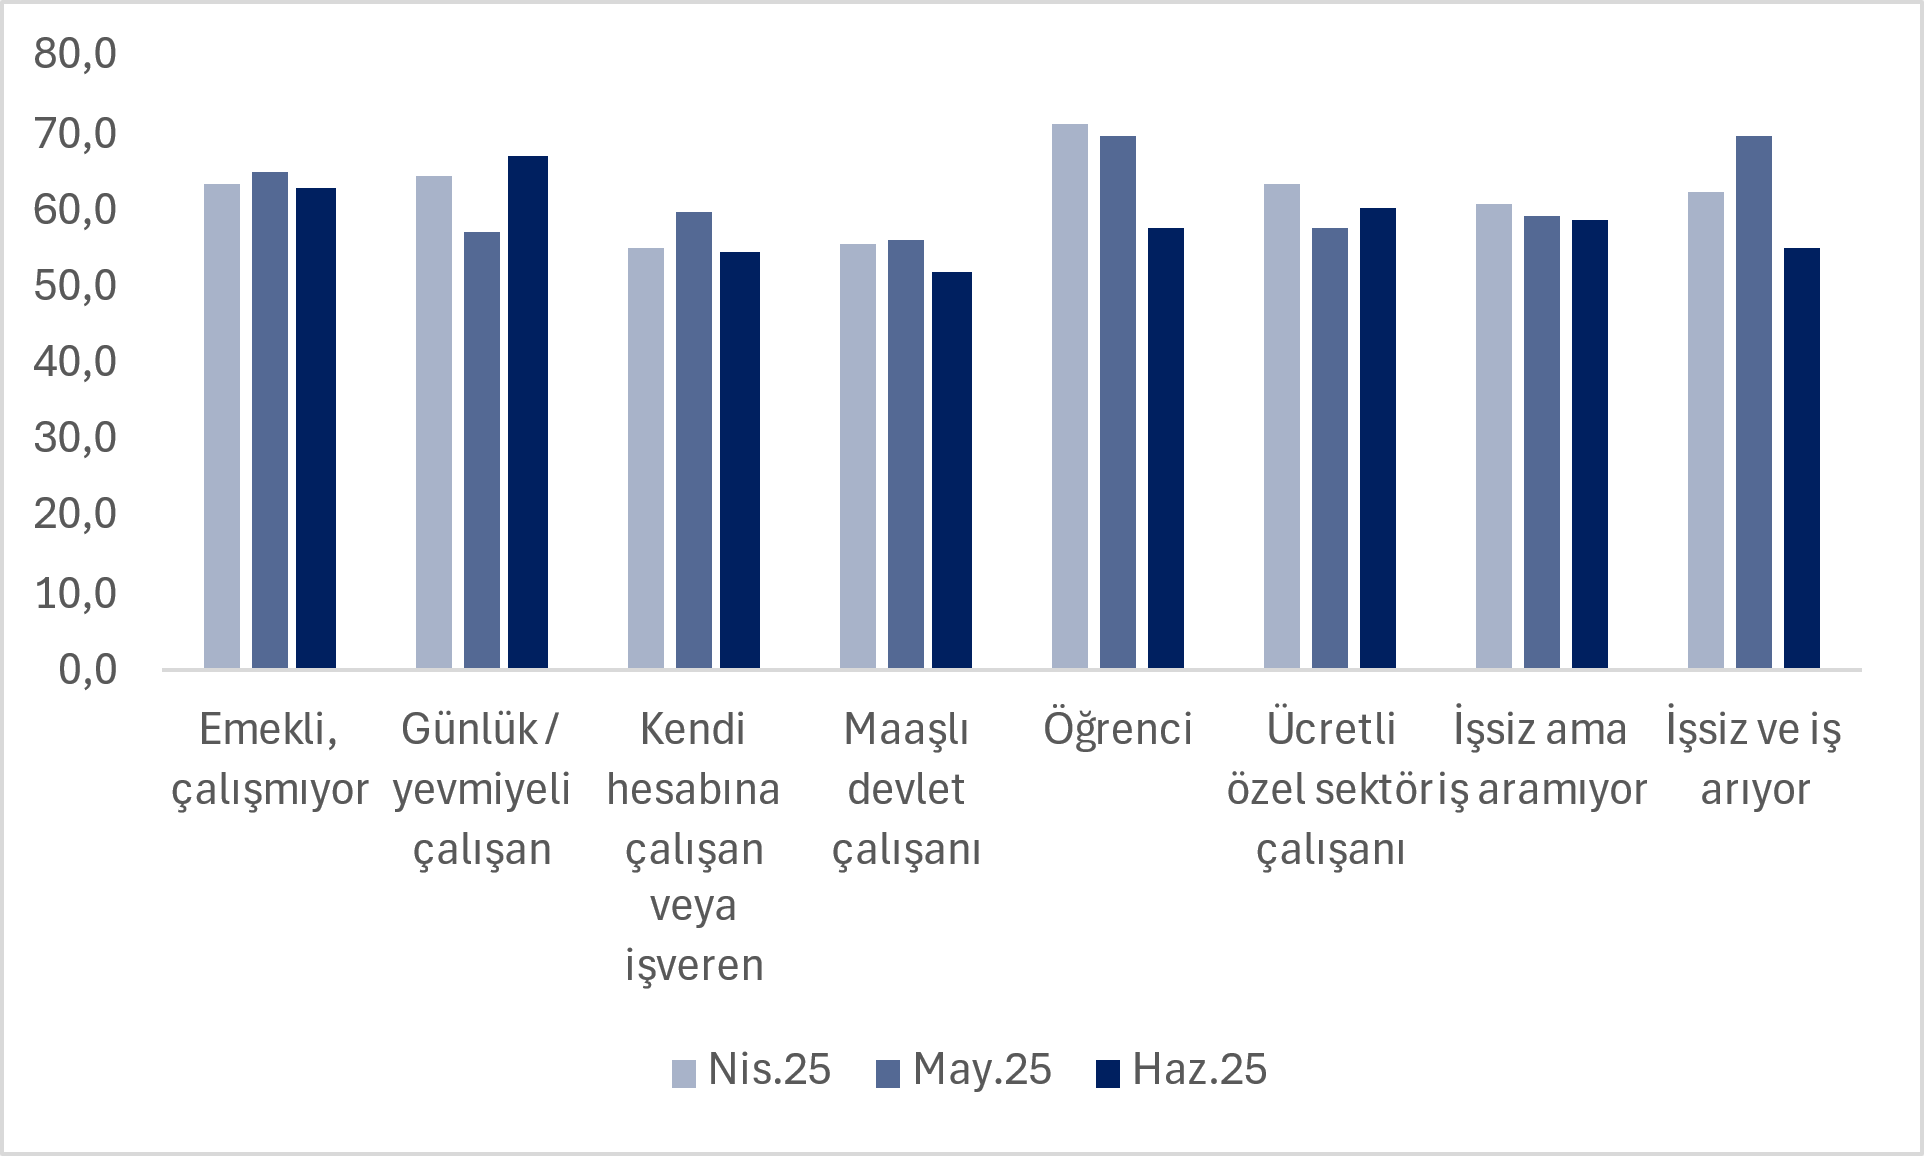 80,0
70,0
60,0
50,0
40,0
30,0
20,0
10,0
0,0
Emekli,
çalışmıyor
Günlük /
yevmiyeli
çalışan
Kendi
hesabına
çalışan
veya
işveren
Maaşlı
devlet
çalışanı
Öğrenci
Ücretli
özel sektör
çalışanı
İşsiz ama
iş aramıyor
İşsiz ve iş
arıyor
Nis.25
May.25
Haz.25